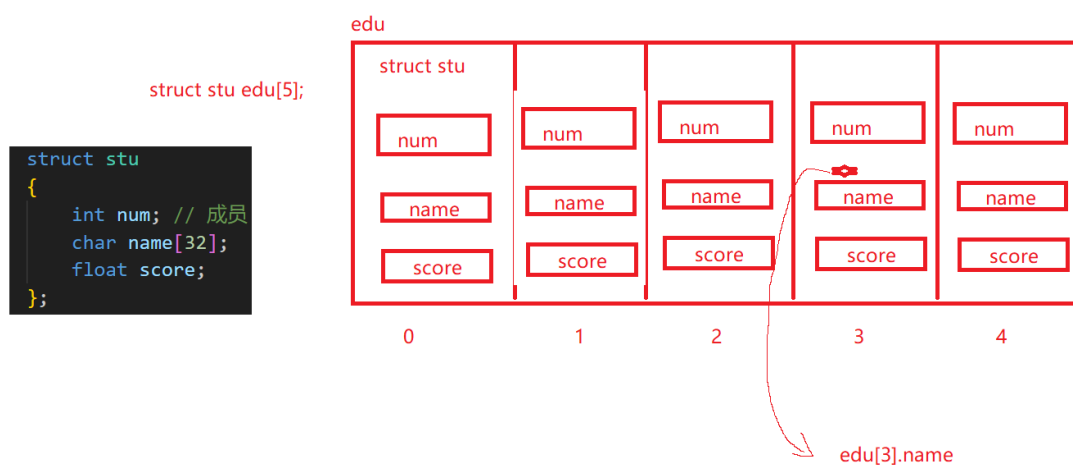 edu
struct stu edu[5];
struct stu
{
    int num; // 成员
    char name[32];
    float score;
};
struct stu
num num num num num
name name name name name
score score score score score
0 1 2 3 4
edu[3].name